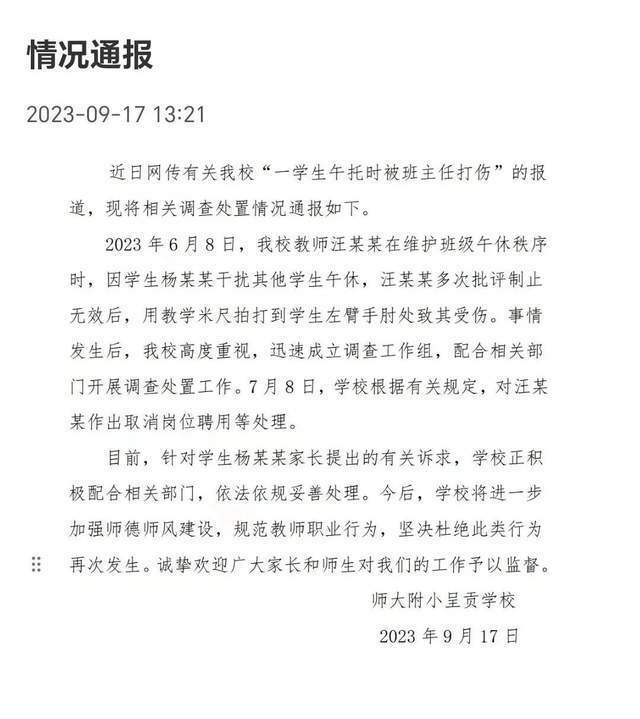 情况通报
2023-09-17 13:21
近日网传有关我校“一学生午托时被班主任打伤”的报
道，现将相关调查处置情况通报如下。
2023 年 6 月 8 日，我校教师汪某某在维护班级午休秩序
时，因学生杨某某干扰其他学生午休，汪某某多次批评制止
无效后，用教学米尺拍打到学生左臂手肘处致其受伤。事情
发生后，我校高度重视，迅速成立调查工作组，配合相关部
门开展调查处置工作。7 月 8 日，学校根据有关规定，对汪某
某作出取消岗位聘用等处理。
目前，针对学生杨某某家长提出的有关诉求，学校正积
极配合相关部门，依法依规妥善处理。今后，学校将进一步
加强师德师风建设，规范教师职业行为，坚决杜绝此类行为
再次发生。诚挚欢迎广大家长和师生对我们的工作予以监督。
师大附小呈贡学校
2023 年 9 月 17 日